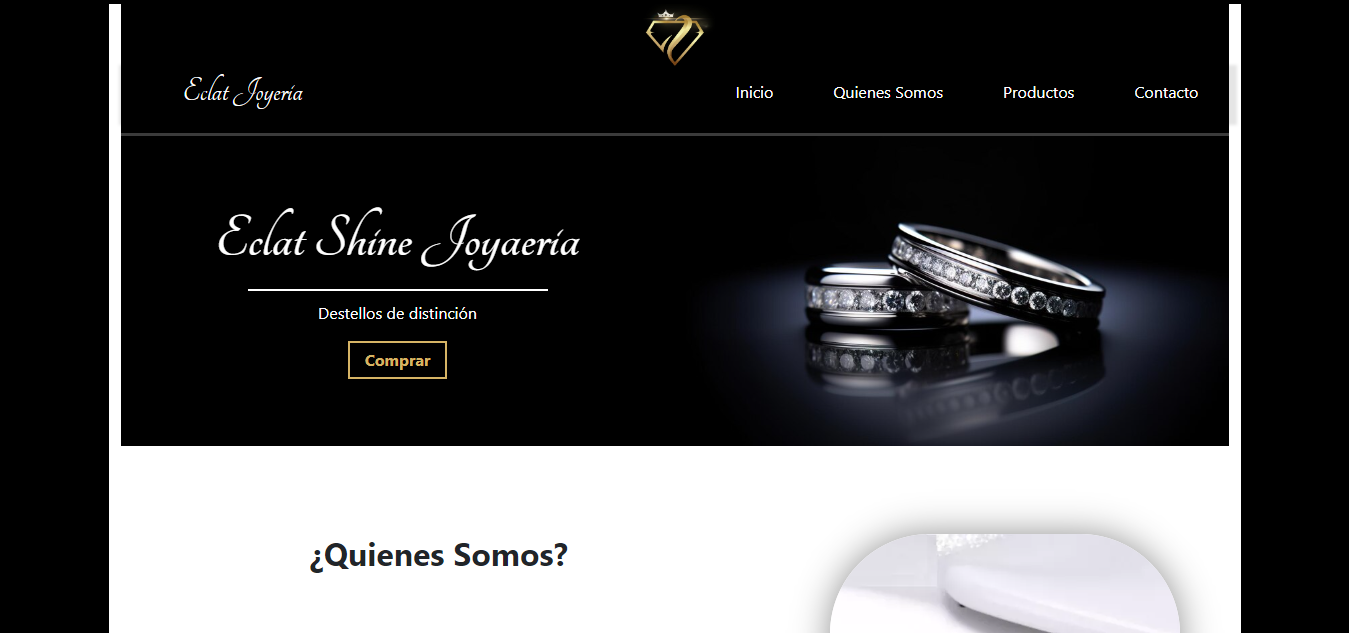 Eclat Joyería
Inicio Quienes Somos Productos Contacto
Eclat Shine Joyaería
Destellos de distinción
Comprar
¿Quienes Somos?